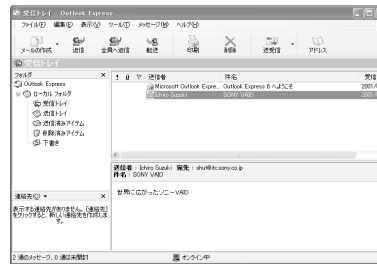 受信トレイ - Outlook Express
ファイル(F) 編集(E) 表示(V) ツール(T) メッセージ(M) ヘルプ(H)
メールの作成 返信 全員へ返信 転送 印刷 削除 送受信 アドレス
受信トレイ
フォルダ
Outlook Express
ローカル フォルダ
受信トレイ
送信トレイ
送信済みアイテム
削除済みアイテム
下書き
送信者 件名 受信
Microsoft Outlook Expre... Outlook Express 6 へようこそ 2001/
Ichiro Suzuki SONY VAIO 2001/
送信者 : Ichiro Suzuki 宛先 : shut@itc.sony.co.jp
件名 : SONY VAIO
世界に広がったソニーVAIO
連絡先(C)
表示する連絡先がありません。[連絡先]
をクリックすると、新しい連絡先を作成しま
す。
2 通のメッセージ、0 通は未開封 オンライン中